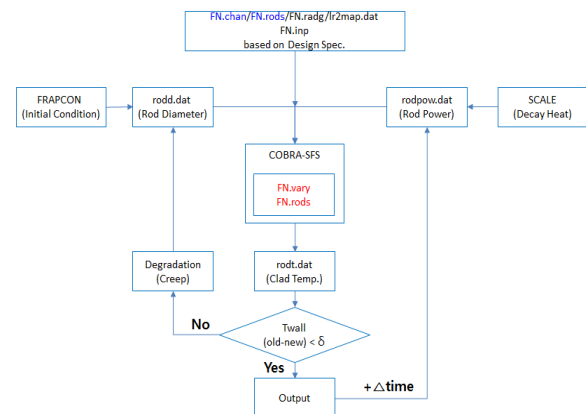 FN.chan/FN.rods/FN.radg/lr2map.dat
FN.inp
based on Design Spec.
FRAPCON
(Initial Condition)
rodd.dat
(Rod Diameter)
rodpow.dat
(Rod Power)
SCALE
(Decay Heat)
COBRA-SFS
FN.vary
FN.rods
Degradation
(Creep)
rodt.dat
(Clad Temp.)
No
Twall
(old-new) < δ
Yes
Output
+△time